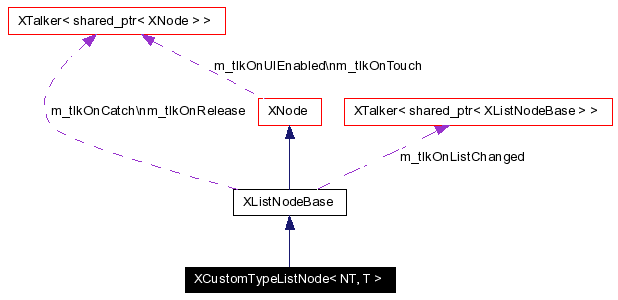 XTalker< shared_ptr< XNode > >
m_tlkOnUIEnabled\nm_tlkOnTouch
m_tlkOnCatch\nm_tlkOnRelease
XNode
XTalker< shared_ptr< XListNodeBase > >
m_tlkOnListChanged
XListNodeBase
XCustomTypeListNode< NT, T >